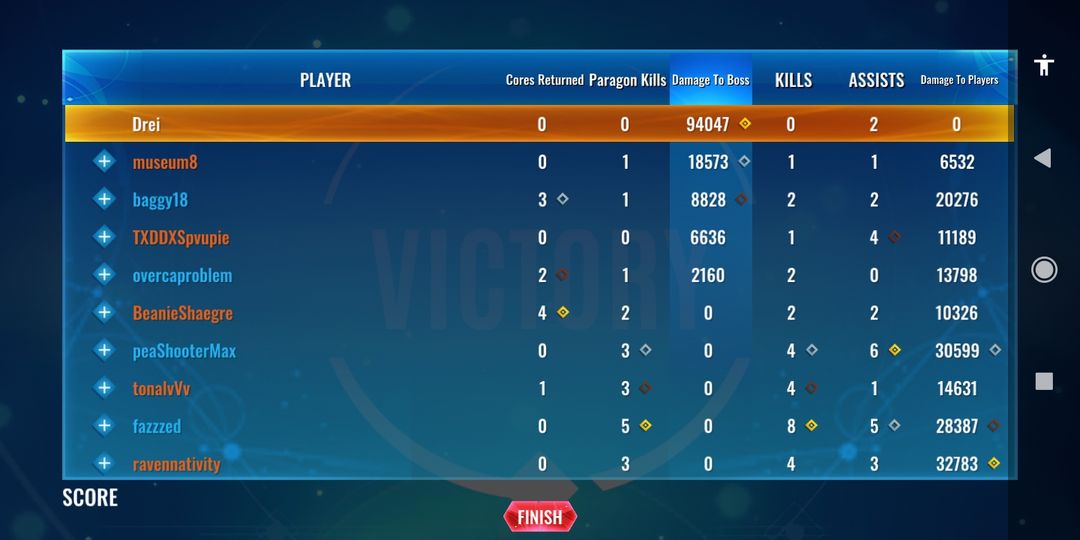 PLAYER Cores Returned Paragon Kills Damage To Boss KILLS ASSISTS Damage To Players
Drei 0 0 94047 0 2 0
museum8 0 1 18573 1 1 6532
baggy18 3 1 8828 2 2 20276
TXDDXSpvupie 0 0 6636 1 4 11189
overcaproblem 2 1 2160 2 0 13798
BeanieShaegre 4 2 0 2 2 10326
peaShooterMax 0 3 0 4 6 30599
tonalvVv 1 3 0 4 1 14631
fazzzed 0 5 0 8 5 28387
ravennativity 0 3 0 4 3 32783
VICTORY
SCORE
FINISH